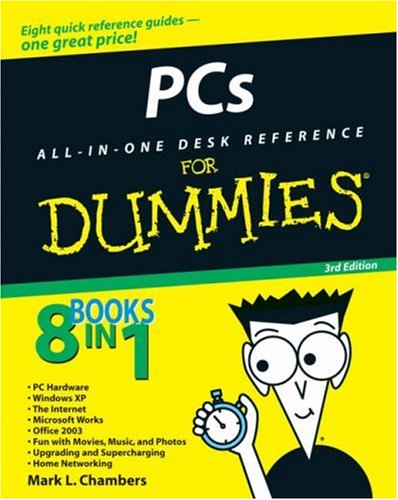 Eight quick reference guides —
one great price!
PCs
ALL-IN-ONE DESK REFERENCE
FOR
DUMMIES®
3rd Edition
8 BOOKS
IN 1
• PC Hardware
• Windows XP
• The Internet
• Microsoft Works
• Office 2003
• Fun with Movies, Music, and Photos
• Upgrading and Supercharging
• Home Networking
Mark L. Chambers